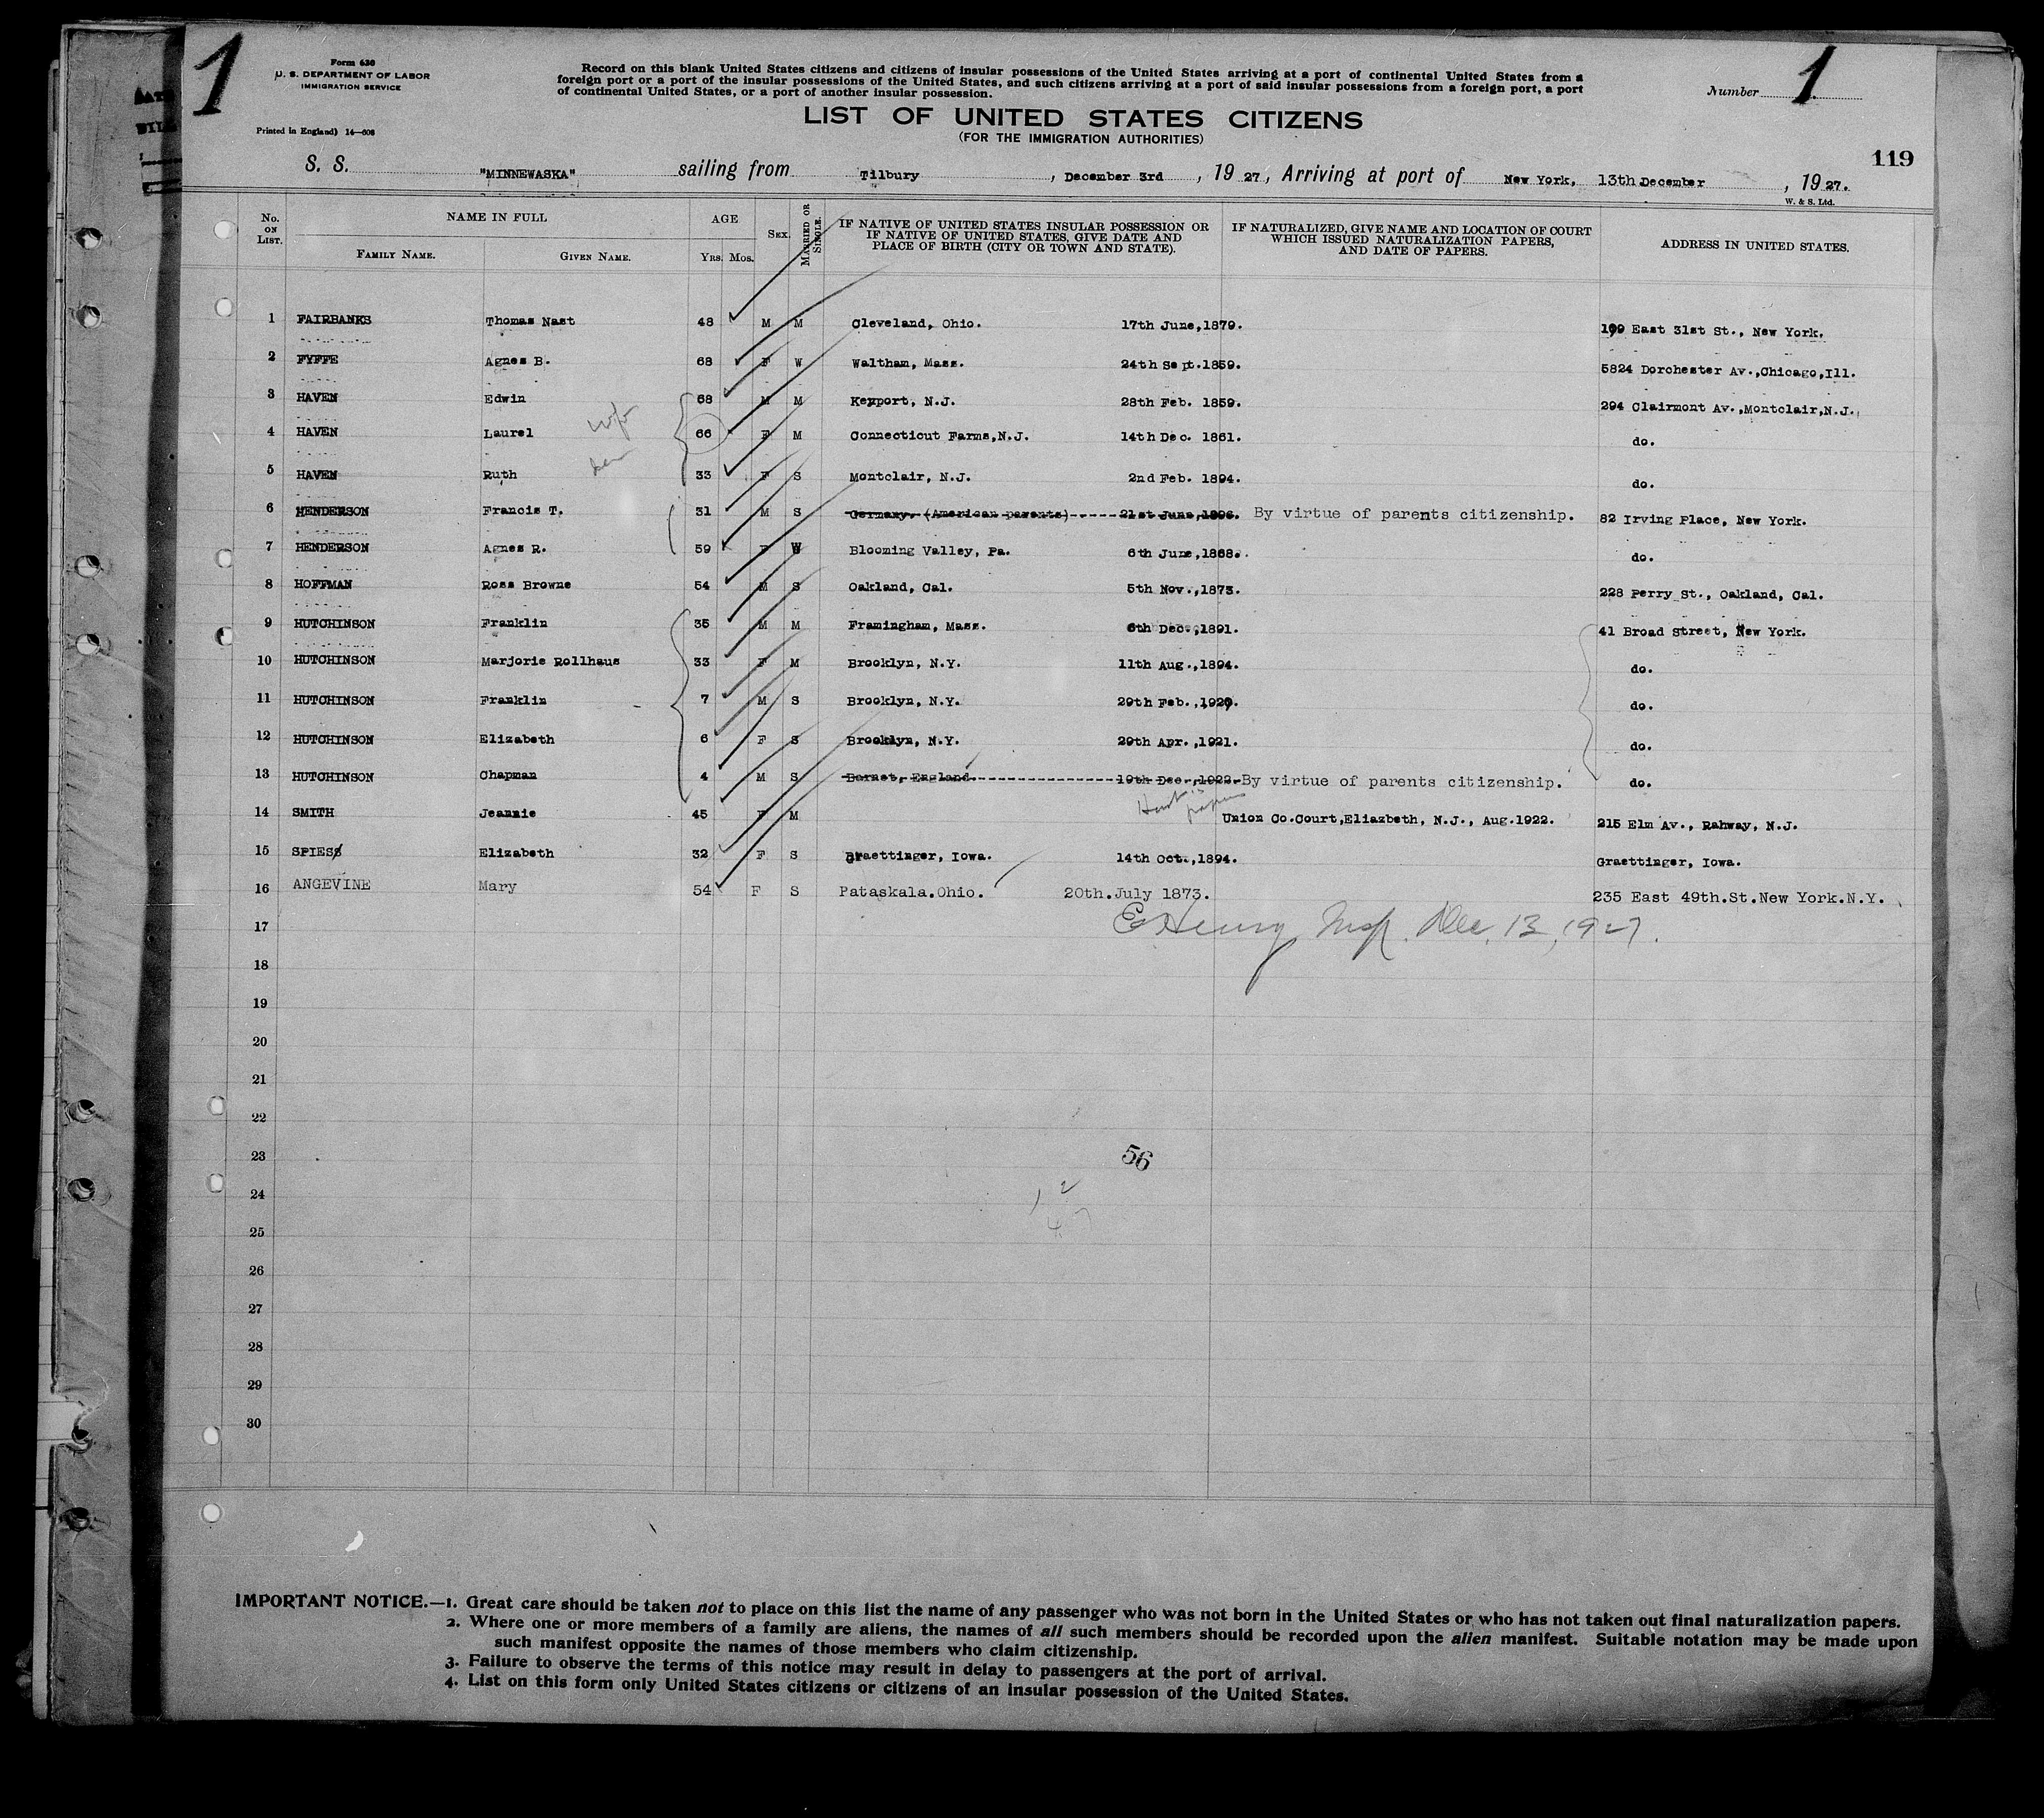 1
Form 630
U. S. DEPARTMENT OF LABOR
IMMIGRATION SERVICE
Printed in England) 14—608
Record on this blank United States citizens and citizens of insular possessions of the United States arriving at a port of continental United States from a
foreign port or a port of the insular possessions of the United States, and such citizens arriving at a port of said insular possessions from a foreign port, a port
of continental United States, or a port of another insular possession.
Number 1
LIST OF UNITED STATES CITIZENS
(FOR THE IMMIGRATION AUTHORITIES)
119
S. S. "MINNEWASKA" sailing from Tilbury, December 3rd, 1927, Arriving at port of New York, 13th December, 1927.
W. & S. Ltd.
No. ON LIST. NAME IN FULL FAMILY NAME. GIVEN NAME. AGE YRS. MOS. SEX. MARRIED OR SINGLE. IF NATIVE OF UNITED STATES INSULAR POSSESSION OR IF NATIVE OF UNITED STATES, GIVE DATE AND PLACE OF BIRTH (CITY OR TOWN AND STATE). IF NATURALIZED, GIVE NAME AND LOCATION OF COURT WHICH ISSUED NATURALIZATION PAPERS, AND DATE OF PAPERS. ADDRESS IN UNITED STATES.
1 FAIRBANKS Thomas Nast 48 M M Cleveland, Ohio. 17th June,1879. 199 East 31st St., New York.
2 FYFFE Agnes B. 68 F W Waltham, Mass. 24th Sept.1859. 5824 Dorchester Av.,Chicago,Ill.
3 HAVEN Edwin 68 M M Keyport, N.J. 28th Feb. 1859. 294 Clairmont Av.,Montclair,N.J.
4 HAVEN Laurel wife 66 F M Connecticut Farms,N.J. 14th Dec. 1861. do.
5 HAVEN Ruth 33 F S Montclair, N.J. 2nd Feb. 1894. do.
6 HENDERSON Francis T. 31 M S Germany. (American parents) 21st June,1896. By virtue of parents citizenship. 82 Irving Place, New York.
7 HENDERSON Agnes R. 59 F W Blooming Valley, Pa. 6th June,1868. do.
8 HOFFMAN Ross Browne 54 M S Oakland, Cal. 5th Nov.,1873. 228 Perry St., Oakland, Cal.
9 HUTCHINSON Franklin 35 M M Framingham, Mass. 6th Dec.,1891. 41 Broad Street, New York.
10 HUTCHINSON Marjorie Rollhaus 33 F M Brooklyn, N.Y. 11th Aug.,1894. do.
11 HUTCHINSON Franklin 7 M S Brooklyn, N.Y. 29th Feb.,1920. do.
12 HUTCHINSON Elizabeth 6 F S Brooklyn, N.Y. 29th Apr.,1921. do.
13 HUTCHINSON Chapman 4 M S Barnet, England 19th Dec.,1922 By virtue of parents citizenship. do.
14 SMITH Jeannie 45 F M Husb's papers Union Co.Court,Eliazbeth, N.J., Aug.1922. 215 Elm Av., Rahway, N.J.
15 SPIESS Elizabeth 32 F S Graettinger, Iowa. 14th Oct.,1894. Graettinger, Iowa.
16 ANGEVINE Mary 54 F S Pataskala.Ohio. 20th.July 1873. 235 East 49th.St.New York.N.Y.
17 E Henry Insp. Dec. 13, 1927.
18
19
20
21
22
23 56
24
25
26
27
28
29
30
IMPORTANT NOTICE.—1. Great care should be taken not to place on this list the name of any passenger who was not born in the United States or who has not taken out final naturalization papers.
2. Where one or more members of a family are aliens, the names of all such members should be recorded upon the alien manifest. Suitable notation may be made upon
such manifest opposite the names of those members who claim citizenship.
3. Failure to observe the terms of this notice may result in delay to passengers at the port of arrival.
4. List on this form only United States citizens or citizens of an insular possession of the United States.